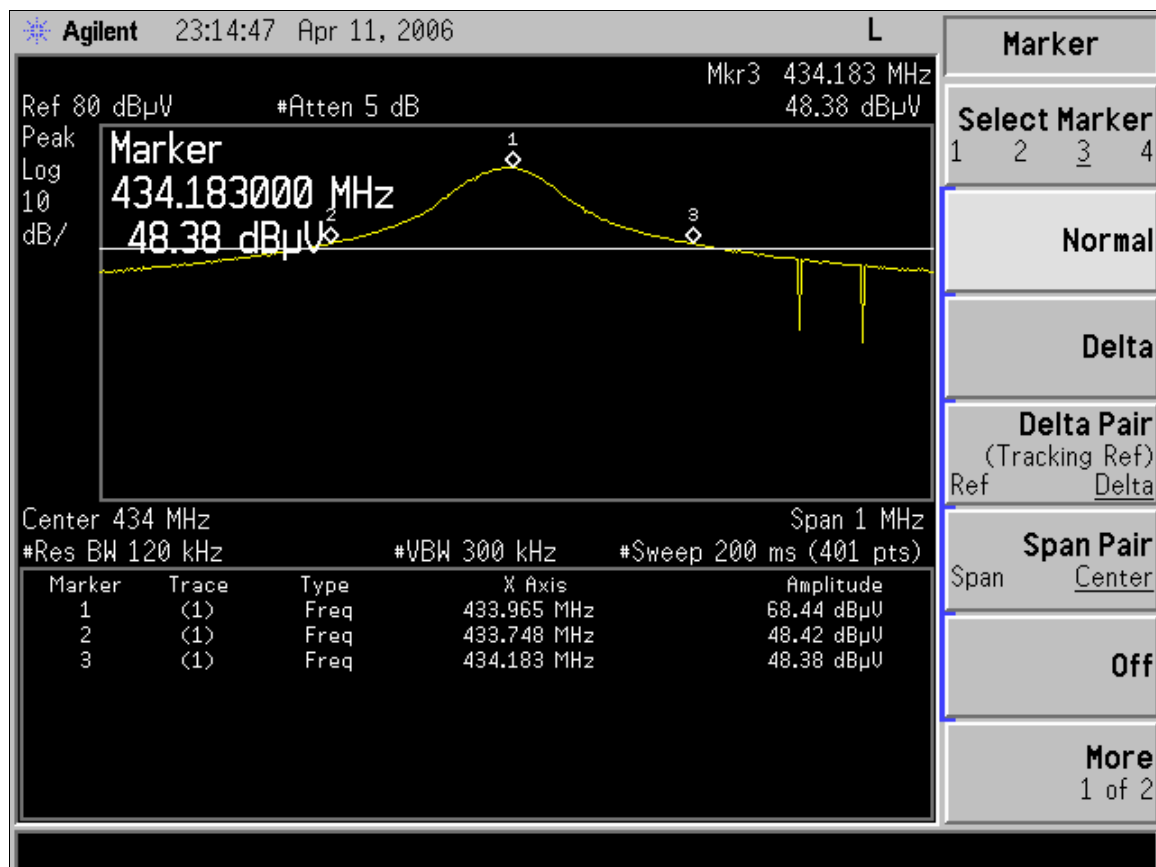 Agilent 23:14:47 Apr 11, 2006 L
Mkr3 434.183 MHz
Ref 80 dBµV #Atten 5 dB 48.38 dBµV
Peak
Log
10
dB/
Marker
434.183000 MHz
48.38 dBµV
1
2
3
Center 434 MHz Span 1 MHz
#Res BW 120 kHz #VBW 300 kHz #Sweep 200 ms (401 pts)
Marker Trace Type X Axis Amplitude
1 (1) Freq 433.965 MHz 68.44 dBµV
2 (1) Freq 433.748 MHz 48.42 dBµV
3 (1) Freq 434.183 MHz 48.38 dBµV
Marker
Select Marker
1 2 3 4
Normal
Delta
Delta Pair
(Tracking Ref)
Ref Delta
Span Pair
Span Center
Off
More
1 of 2